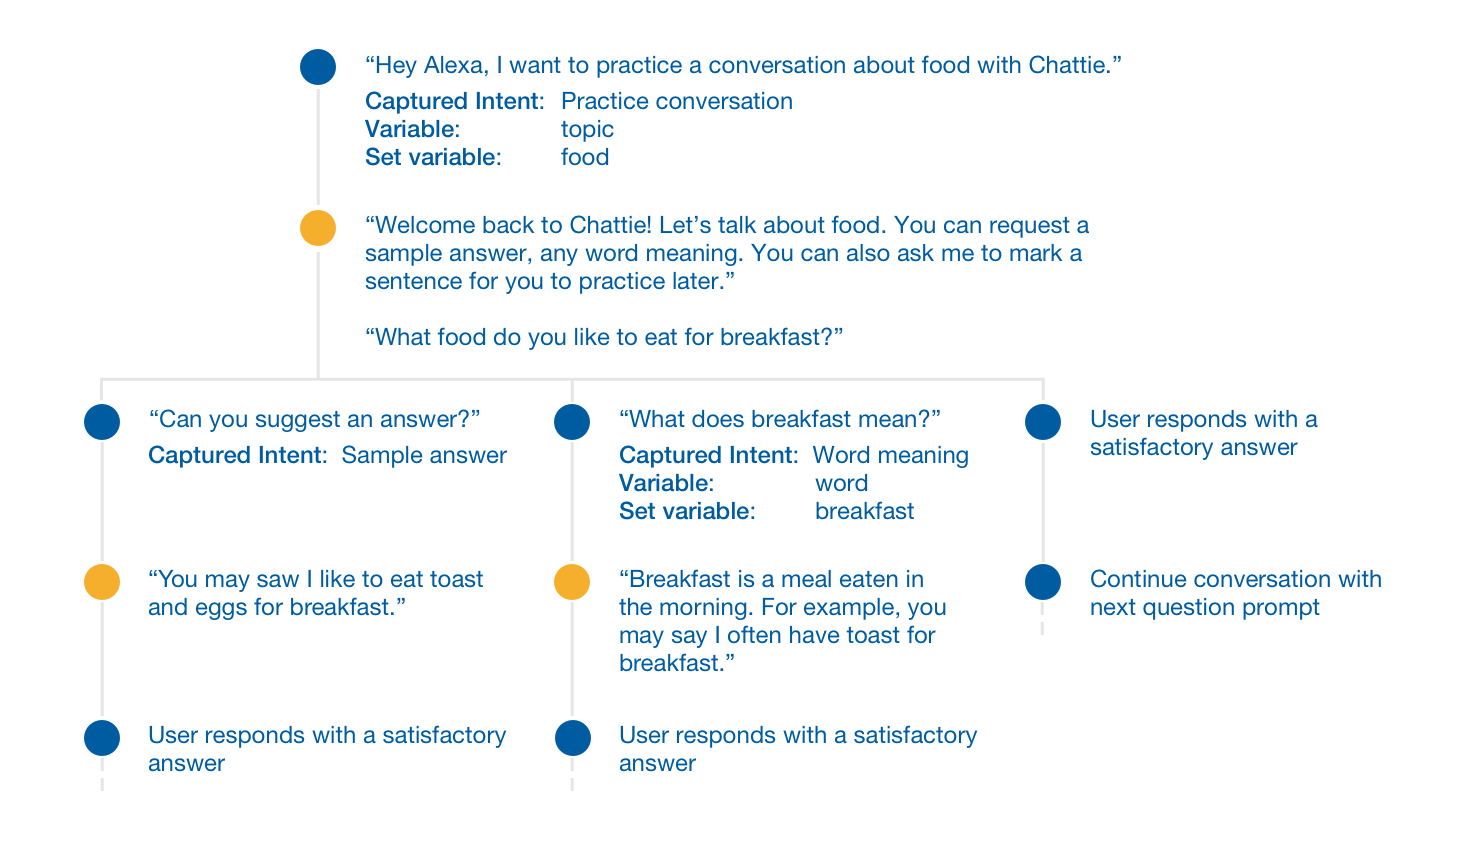 “Hey Alexa, I want to practice a conversation about food with Chattie.”
Captured Intent: Practice conversation
Variable: topic
Set variable: food
“Welcome back to Chattie! Let’s talk about food. You can request a
sample answer, any word meaning. You can also ask me to mark a
sentence for you to practice later.”
“What food do you like to eat for breakfast?”
“Can you suggest an answer?”
Captured Intent: Sample answer
“You may saw I like to eat toast
and eggs for breakfast.”
User responds with a satisfactory
answer
“What does breakfast mean?”
Captured Intent: Word meaning
Variable: word
Set variable: breakfast
“Breakfast is a meal eaten in
the morning. For example, you
may say I often have toast for
breakfast.”
User responds with a satisfactory
answer
User responds with a
satisfactory answer
Continue conversation with
next question prompt